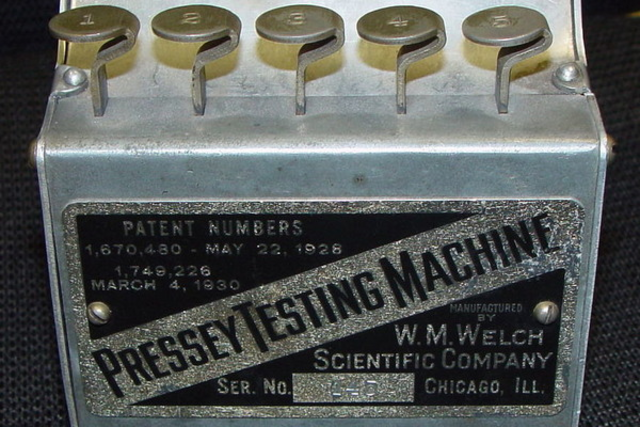 1 2 3 4 5
PATENT NUMBERS
1,670,480 - MAY 22, 1928
1,749,226
MARCH 4, 1930
PRESSEY TESTING MACHINE
MANUFACTURED
BY
W.M. WELCH
SCIENTIFIC COMPANY
SER. NO. CHICAGO, ILL.